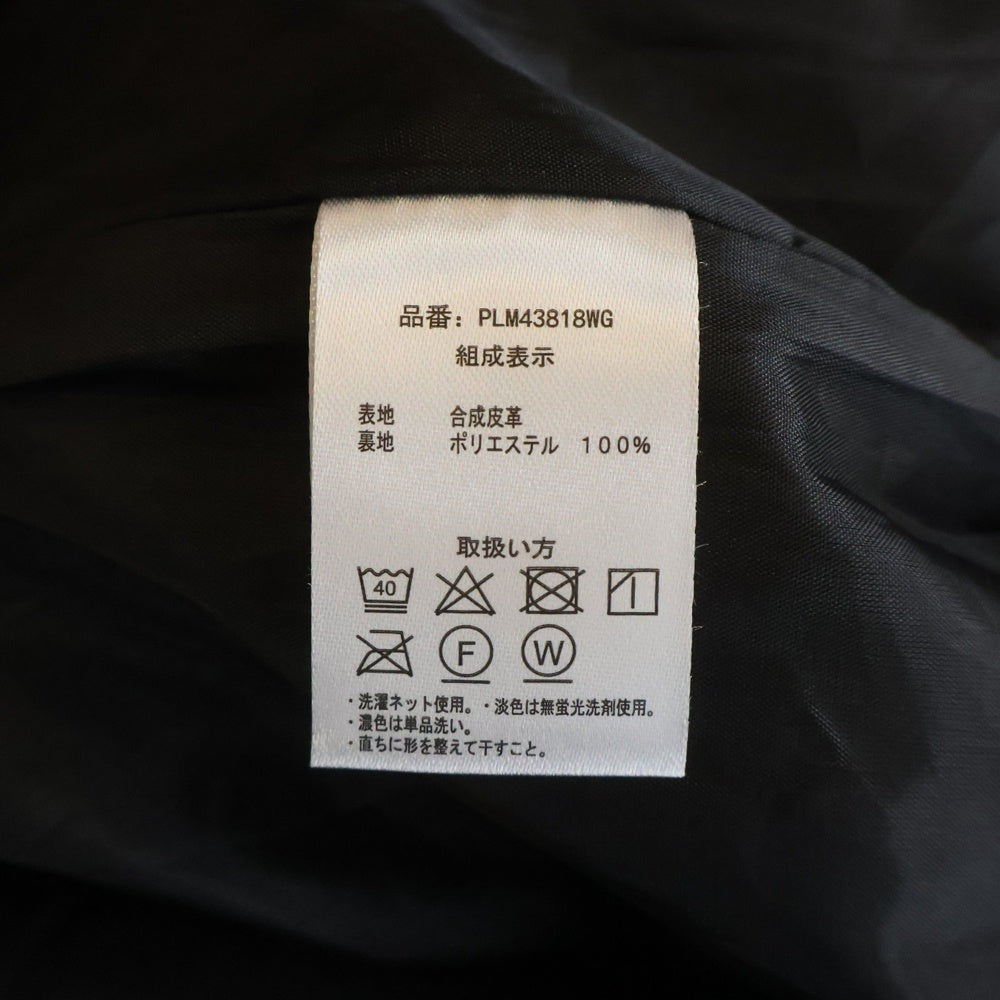 品番：PLM43818WG
組成表示
表地 合成皮革
裏地 ポリエステル 100%
取扱い方
40
F W
・洗濯ネット使用。・淡色は無蛍光洗剤使用。
・濃色は単品洗い。
・直ちに形を整えて干すこと。